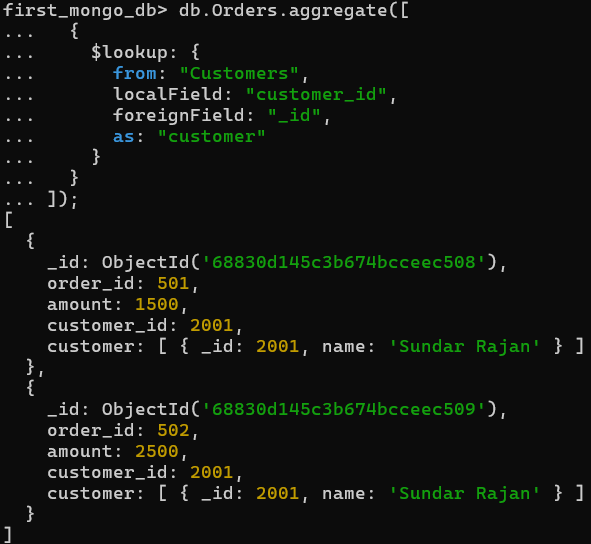 first_mongo_db> db.Orders.aggregate([
...   {
...     $lookup: {
...       from: "Customers",
...       localField: "customer_id",
...       foreignField: "_id",
...       as: "customer"
...     }
...   }
... ]);
[
  {
    _id: ObjectId('68830d145c3b674bcceec508'),
    order_id: 501,
    amount: 1500,
    customer_id: 2001,
    customer: [ { _id: 2001, name: 'Sundar Rajan' } ]
  },
  {
    _id: ObjectId('68830d145c3b674bcceec509'),
    order_id: 502,
    amount: 2500,
    customer_id: 2001,
    customer: [ { _id: 2001, name: 'Sundar Rajan' } ]
  }
]